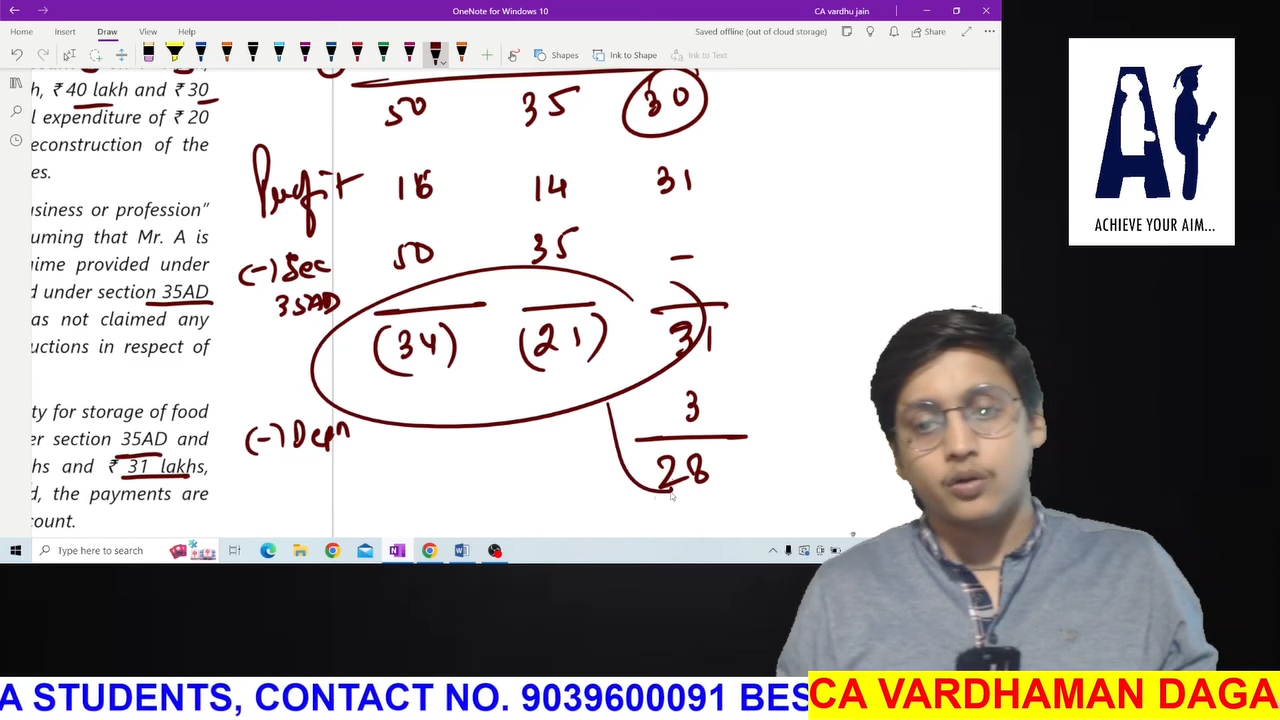 OneNote for Windows 10
CA vardhu jain
Home Insert Draw View Help
Saved offline (out of cloud storage)
Share
Shapes
Ink to Shape
Ink to Text
h, ₹ 40 lakh and ₹ 30
l expenditure of ₹ 20
econstruction of the
es.
usiness or profession”
suming that Mr. A is
gime provided under
d under section 35AD
as not claimed any
uctions in respect of
ty for storage of food
er section 35AD and
hs and ₹ 31 lakhs,
d, the payments are
count.
50 35 30
Profit 16 14 31
(-) Sec 50 35 -
35AD
(34) (21) 31
(-) Depn 3
28
ACHIEVE YOUR AIM...
Type here to search
A STUDENTS, CONTACT NO. 9039600091 BES
CA VARDHAMAN DAGA